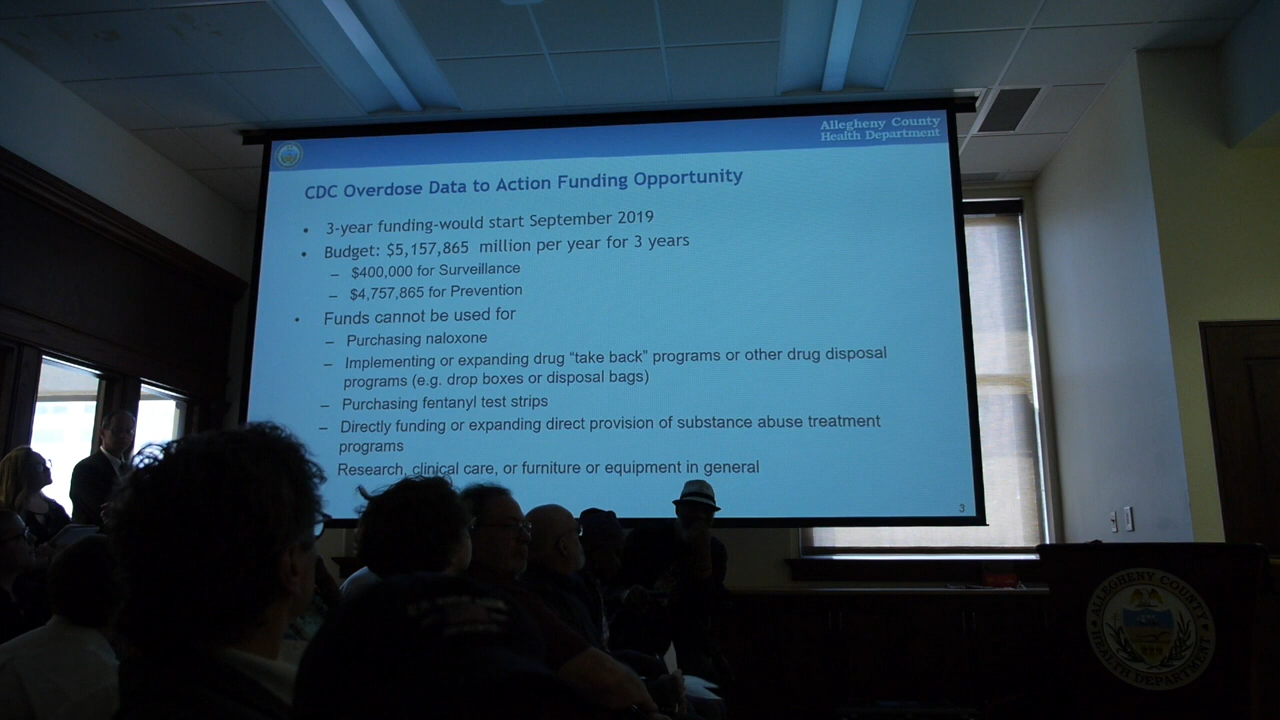 Allegheny County
Health Department
CDC Overdose Data to Action Funding Opportunity
• 3-year funding-would start September 2019
• Budget: $5,157,865 million per year for 3 years
– $400,000 for Surveillance
– $4,757,865 for Prevention
• Funds cannot be used for
– Purchasing naloxone
– Implementing or expanding drug “take back” programs or other drug disposal
programs (e.g. drop boxes or disposal bags)
– Purchasing fentanyl test strips
– Directly funding or expanding direct provision of substance abuse treatment
programs
Research, clinical care, or furniture or equipment in general
3
ALLEGHENY COUNTY
HEALTH DEPARTMENT